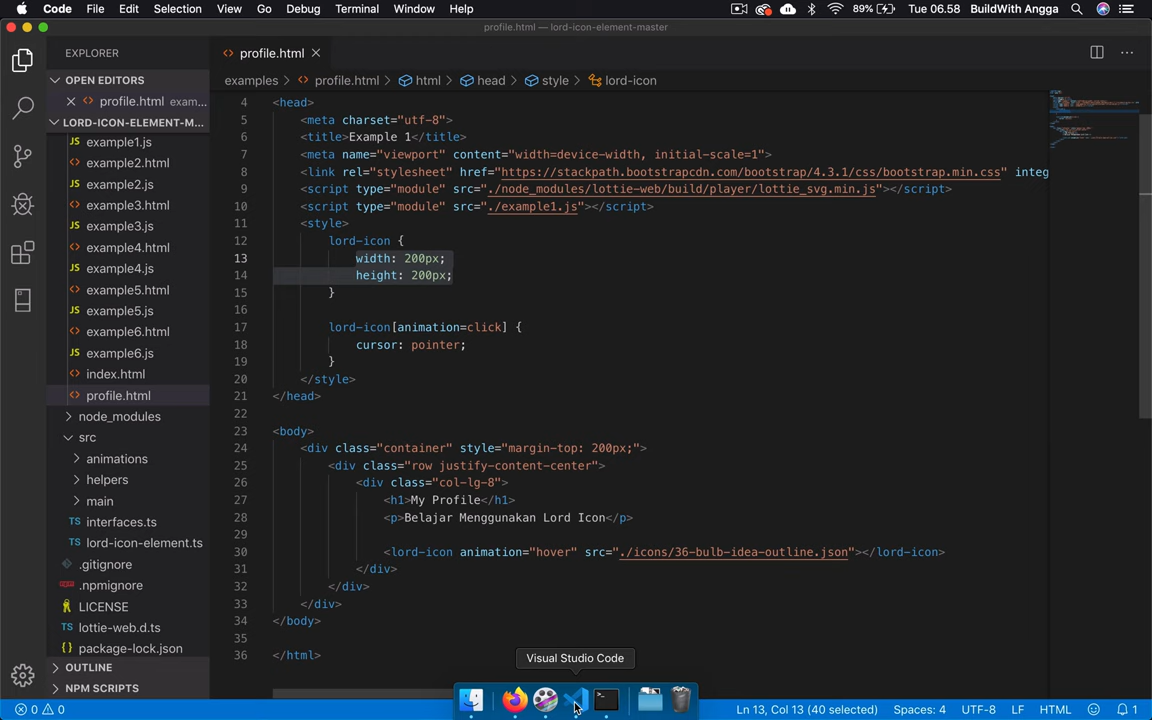 Code File Edit Selection View Go Debug Terminal Window Help 89% Tue 06.58 BuildWith Angga
profile.html — lord-icon-element-master
EXPLORER
OPEN EDITORS
profile.html exam...
LORD-ICON-ELEMENT-M...
example1.js
example2.html
example2.js
example3.html
example3.js
example4.html
example4.js
example5.html
example5.js
example6.html
example6.js
index.html
profile.html
node_modules
src
animations
helpers
main
interfaces.ts
lord-icon-element.ts
.gitignore
.npmignore
LICENSE
lottie-web.d.ts
package-lock.json
OUTLINE
NPM SCRIPTS
profile.html
examples > profile.html > html > head > style > lord-icon
4 <head>
5 <meta charset="utf-8">
6 <title>Example 1</title>
7 <meta name="viewport" content="width=device-width, initial-scale=1">
8 <link rel="stylesheet" href="https://stackpath.bootstrapcdn.com/bootstrap/4.3.1/css/bootstrap.min.css" integ
9 <script type="module" src="./node_modules/lottie-web/build/player/lottie_svg.min.js"></script>
10 <script type="module" src="./example1.js"></script>
11 <style>
12 lord-icon {
13 width: 200px;
14 height: 200px;
15 }
16
17 lord-icon[animation=click] {
18 cursor: pointer;
19 }
20 </style>
21 </head>
22
23 <body>
24 <div class="container" style="margin-top: 200px;">
25 <div class="row justify-content-center">
26 <div class="col-lg-8">
27 <h1>My Profile</h1>
28 <p>Belajar Menggunakan Lord Icon</p>
29
30 <lord-icon animation="hover" src="./icons/36-bulb-idea-outline.json"></lord-icon>
31 </div>
32 </div>
33 </div>
34 </body>
35
36 </html>
Visual Studio Code
0 0 Ln 13, Col 13 (40 selected) Spaces: 4 UTF-8 LF HTML 1